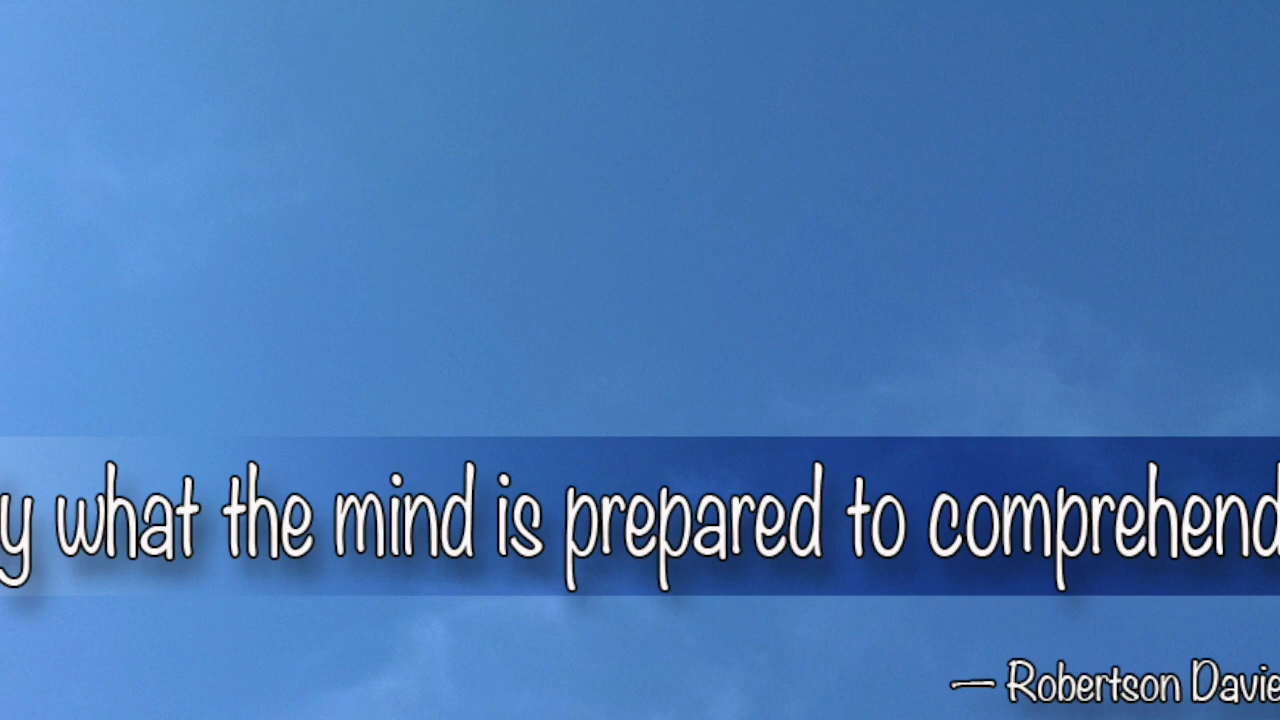 y what the mind is prepared to comprehend
— Robertson Davie